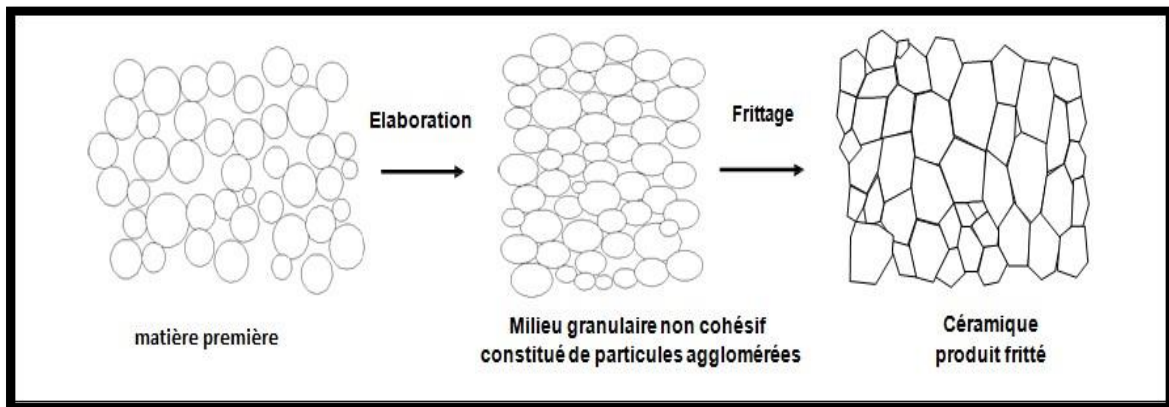 Elaboration
Frittage
matière première
Milieu granulaire non cohésif
constitué de particules agglomérées
Céramique
produit fritté